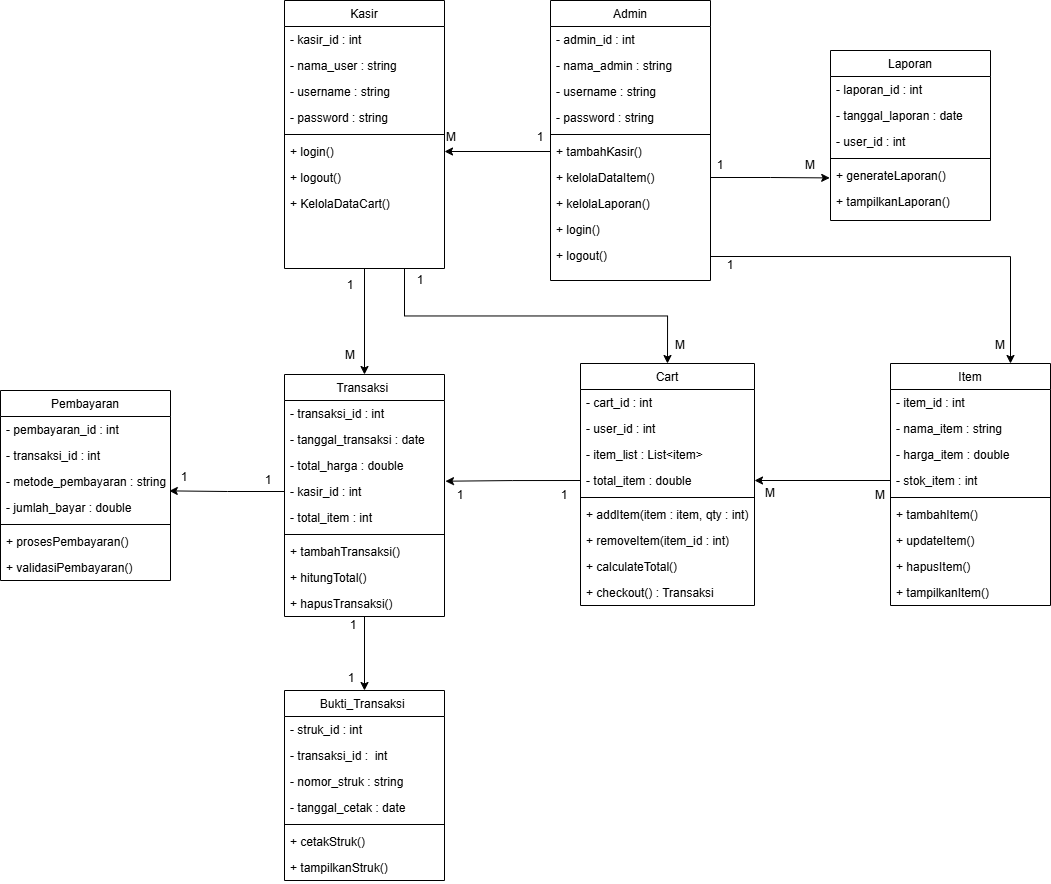 Kasir
- kasir_id : int
- nama_user : string
- username : string
- password : string
+ login()
+ logout()
+ KelolaDataCart()
Admin
- admin_id : int
- nama_admin : string
- username : string
- password : string
+ tambahKasir()
+ kelolaDataItem()
+ kelolaLaporan()
+ login()
+ logout()
Laporan
- laporan_id : int
- tanggal_laporan : date
- user_id : int
+ generateLaporan()
+ tampilkanLaporan()
M
1
1
M
1
1
1
M
M
M
Pembayaran
- pembayaran_id : int
- transaksi_id : int
- metode_pembayaran : string
- jumlah_bayar : double
+ prosesPembayaran()
+ validasiPembayaran()
1
1
Transaksi
- transaksi_id : int
- tanggal_transaksi : date
- total_harga : double
- kasir_id : int
- total_item : int
+ tambahTransaksi()
+ hitungTotal()
+ hapusTransaksi()
1
1
Cart
- cart_id : int
- user_id : int
- item_list : List<item>
- total_item : double
+ addItem(item : item, qty : int)
+ removeItem(item_id : int)
+ calculateTotal()
+ checkout() : Transaksi
M
M
Item
- item_id : int
- nama_item : string
- harga_item : double
- stok_item : int
+ tambahItem()
+ updateItem()
+ hapusItem()
+ tampilkanItem()
1
1
Bukti_Transaksi
- struk_id : int
- transaksi_id :  int
- nomor_struk : string
- tanggal_cetak : date
+ cetakStruk()
+ tampilkanStruk()